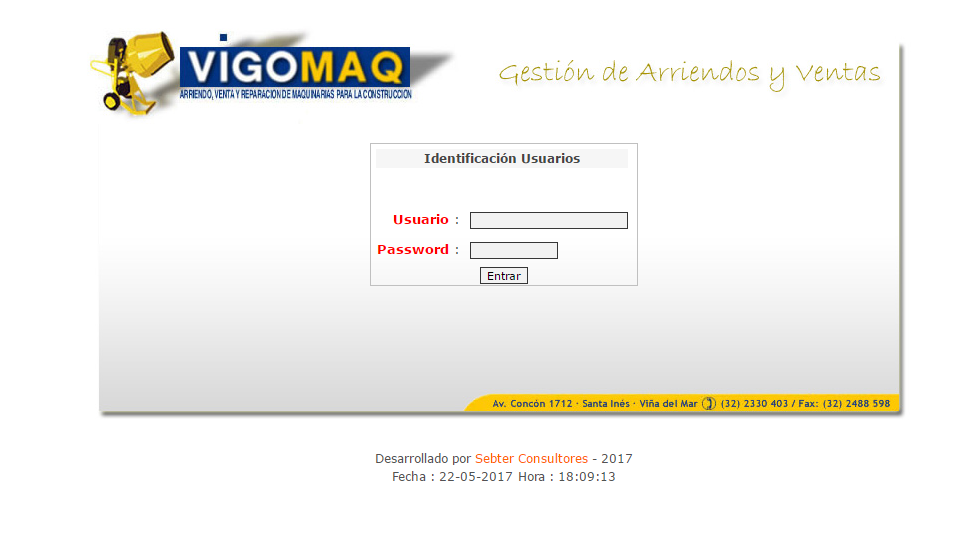 VIGOMAQ
ARRIENDO, VENTA Y REPARACION DE MAQUINARIAS PARA LA CONSTRUCCION
Gestión de Arriendos y Ventas
Identificación Usuarios
Usuario :
Password :
Entrar
Av. Concón 1712 · Santa Inés · Viña del Mar (32) 2330 403 / Fax: (32) 2488 598
Desarrollado por Sebter Consultores - 2017
Fecha : 22-05-2017 Hora : 18:09:13